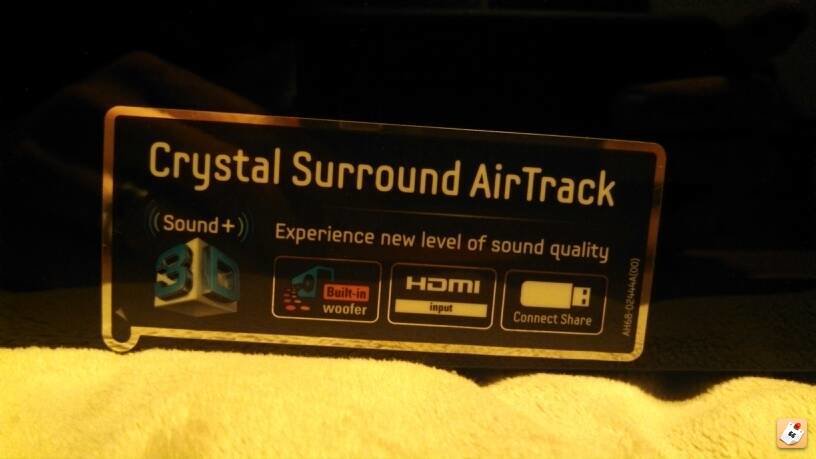 Crystal Surround AirTrack
Sound+
3D
Experience new level of sound quality
Built-in
woofer
HDMI
input
Connect Share
AH68-02444A(00)